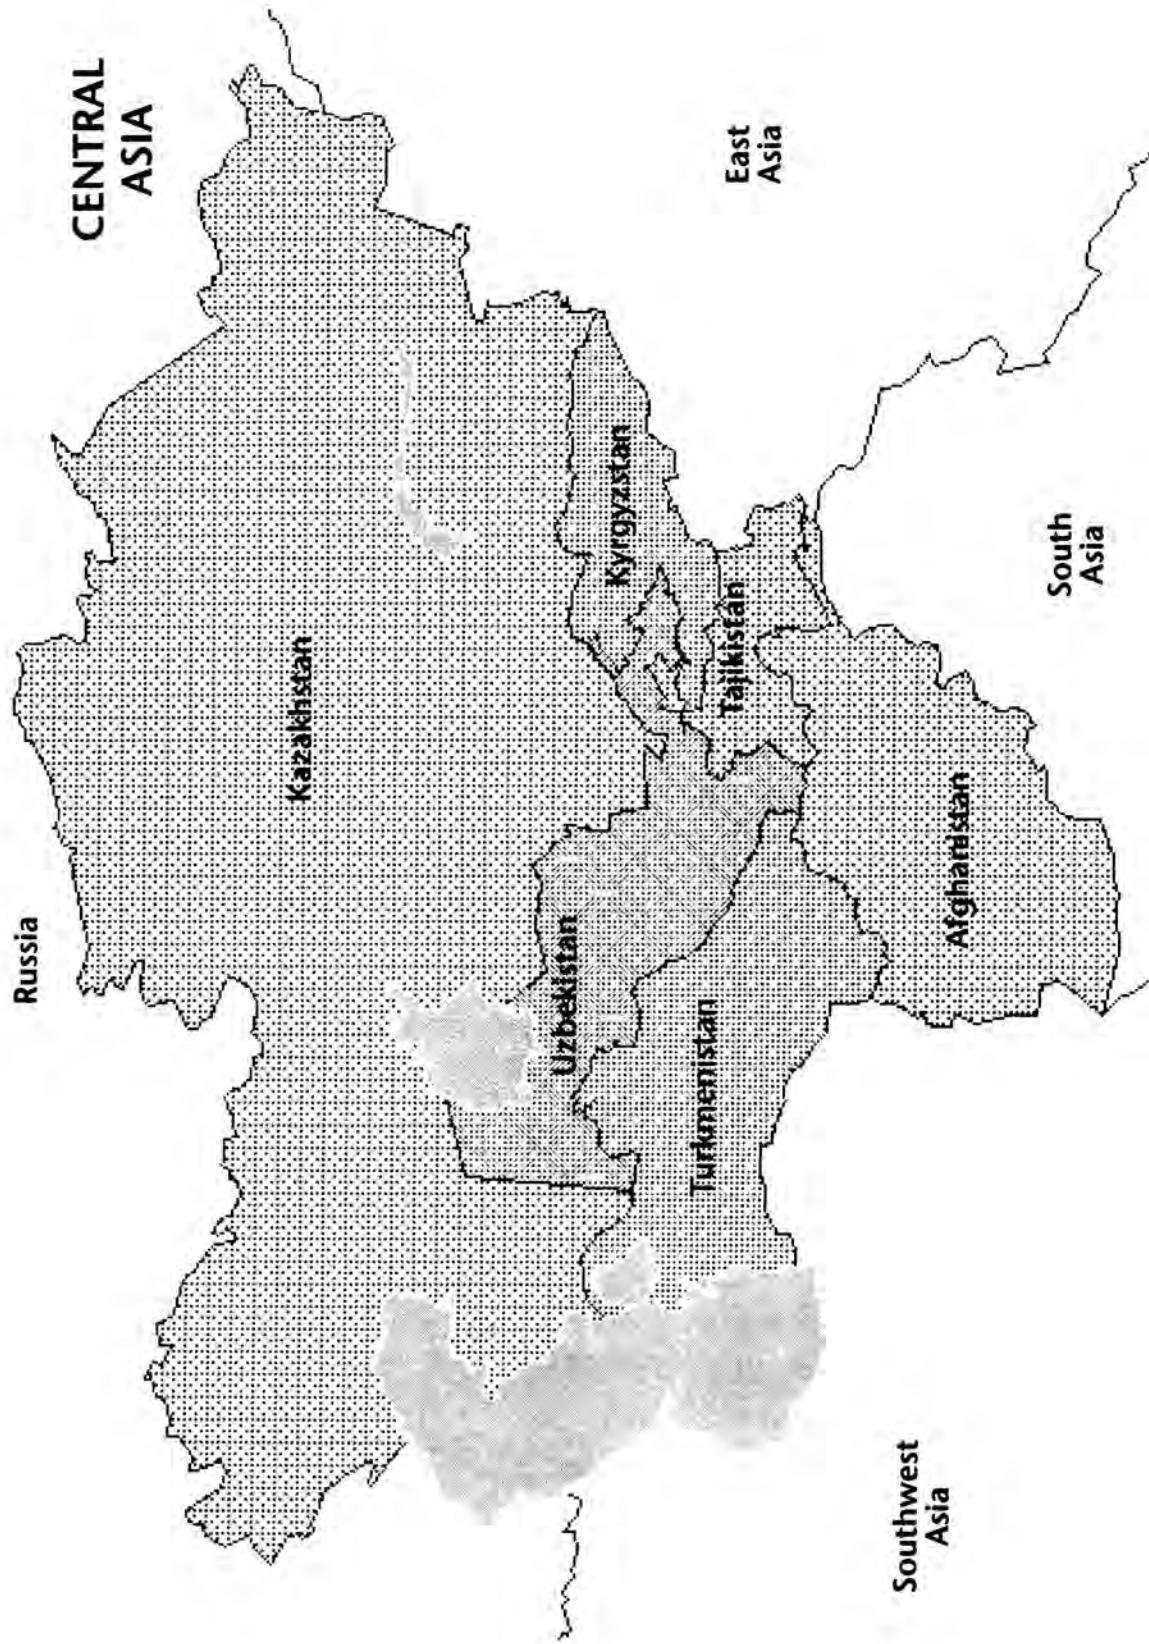 CENTRAL
ASIA
Russia
Kazakhstan
East
Asia
Kyrgyzstan
Uzbekistan
Tajikistan
Turkmenistan
Afghanistan
South
Asia
Southwest
Asia